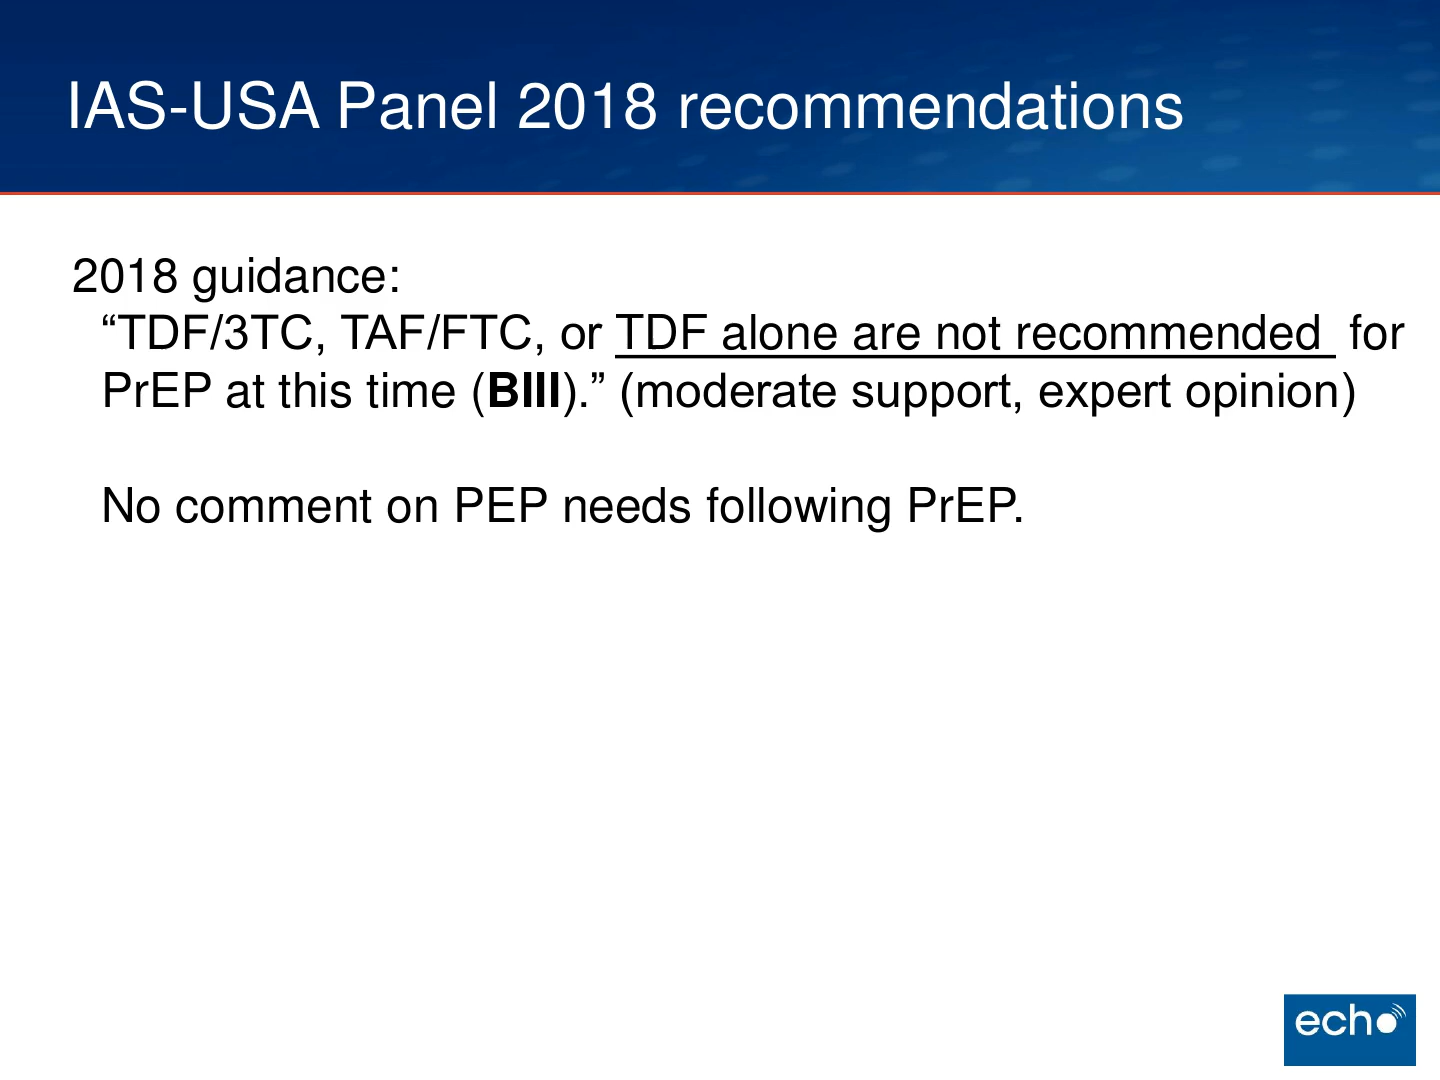 IAS-USA Panel 2018 recommendations
2018 guidance:
“TDF/3TC, TAF/FTC, or TDF alone are not recommended for
PrEP at this time (BIII).” (moderate support, expert opinion)
No comment on PEP needs following PrEP.
echo